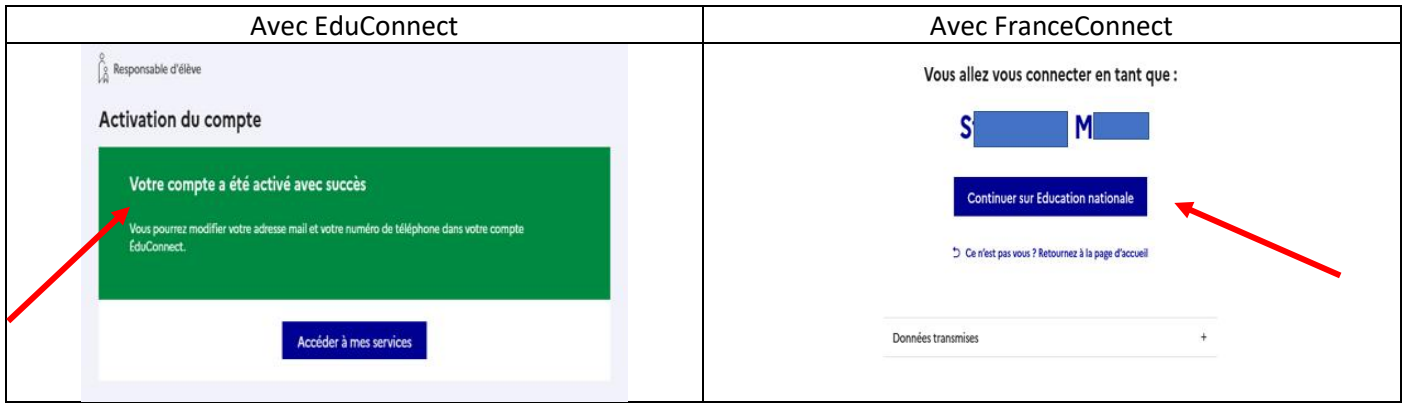 Avec EduConnect
Avec FranceConnect
Responsable d'élève
Activation du compte
Votre compte a été activé avec succès
Vous pourrez modifier votre adresse mail et votre numéro de téléphone dans votre compte
ÉduConnect.
Accéder à mes services
Vous allez vous connecter en tant que :
S M
Continuer sur Education nationale
Ce n'est pas vous ? Retournez à la page d'accueil
Données transmises +